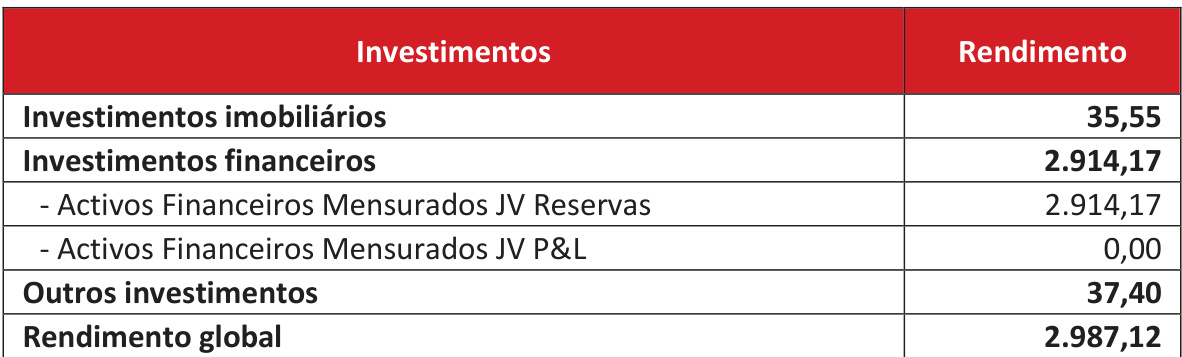 Investimentos Rendimento
Investimentos imobiliários 35,55
Investimentos financeiros 2.914,17
- Activos Financeiros Mensurados JV Reservas 2.914,17
- Activos Financeiros Mensurados JV P&L 0,00
Outros investimentos 37,40
Rendimento global 2.987,12